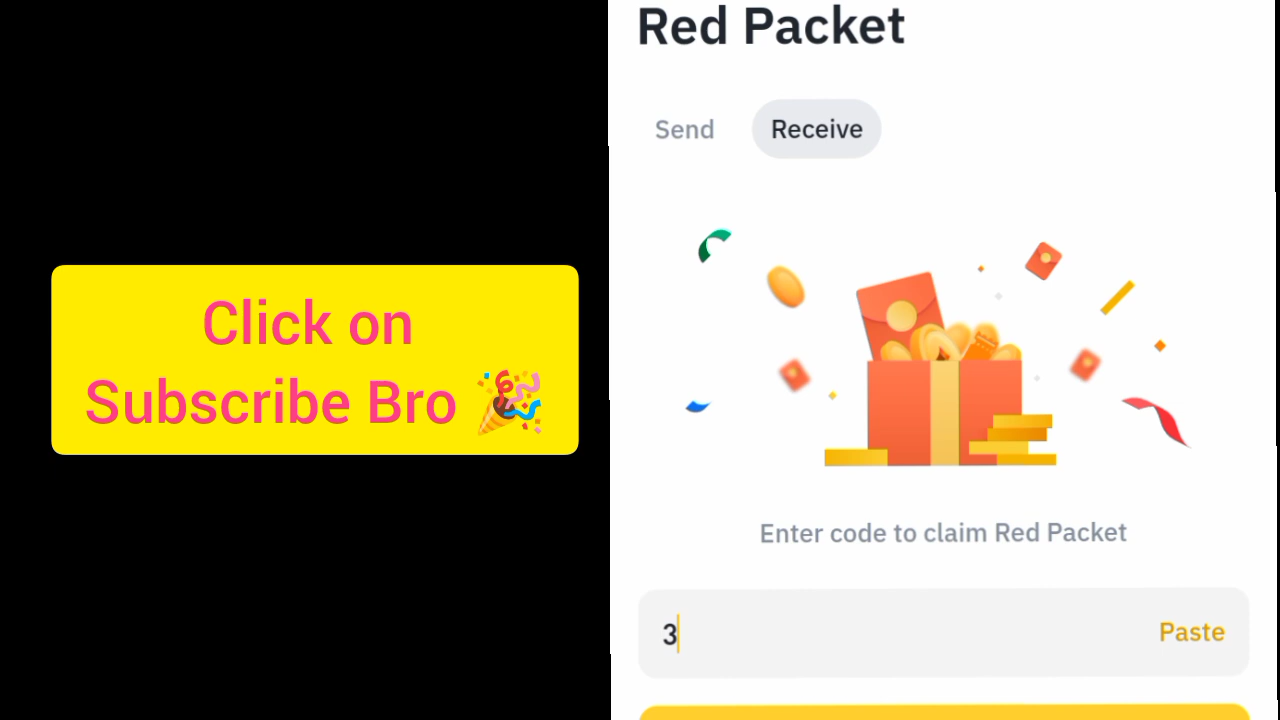 Click on
Subscribe Bro 🎉
Red Packet
Send
Receive
Enter code to claim Red Packet
3
Paste